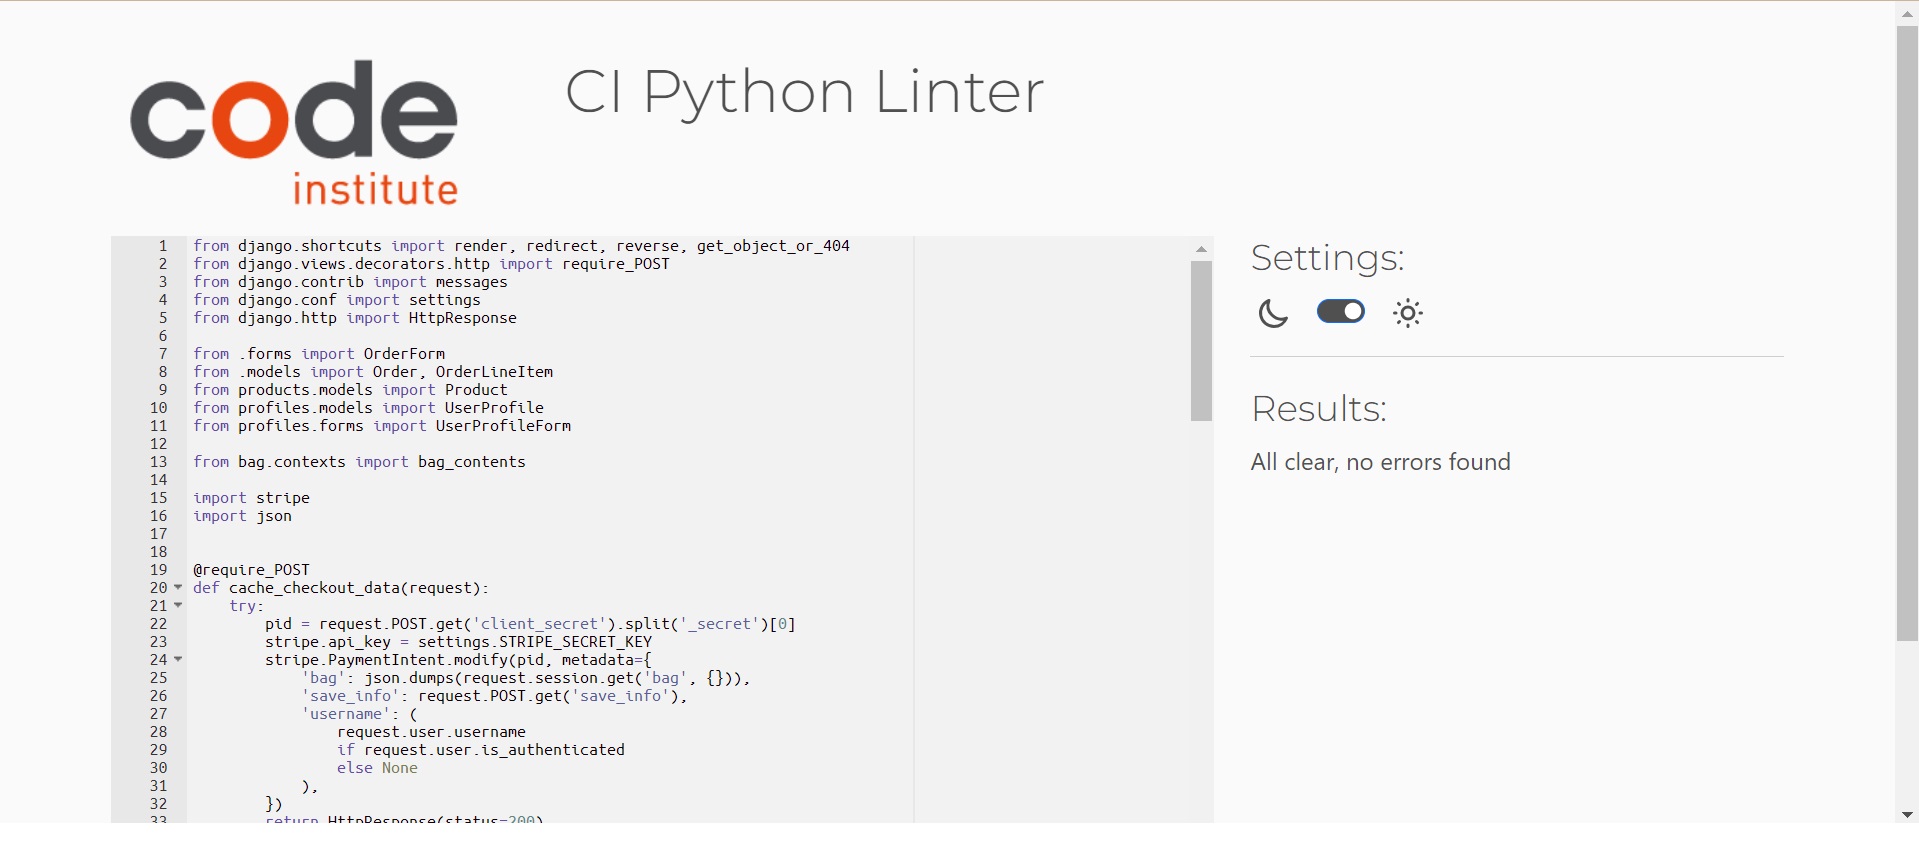 code
institute
CI Python Linter
1 from django.shortcuts import render, redirect, reverse, get_object_or_404
2 from django.views.decorators.http import require_POST
3 from django.contrib import messages
4 from django.conf import settings
5 from django.http import HttpResponse
6
7 from .forms import OrderForm
8 from .models import Order, OrderLineItem
9 from products.models import Product
10 from profiles.models import UserProfile
11 from profiles.forms import UserProfileForm
12
13 from bag.contexts import bag_contents
14
15 import stripe
16 import json
17
18
19 @require_POST
20 def cache_checkout_data(request):
21     try:
22         pid = request.POST.get('client_secret').split('_secret')[0]
23         stripe.api_key = settings.STRIPE_SECRET_KEY
24         stripe.PaymentIntent.modify(pid, metadata={
25             'bag': json.dumps(request.session.get('bag', {})),
26             'save_info': request.POST.get('save_info'),
27             'username': (
28                 request.user.username
29                 if request.user.is_authenticated
30                 else None
31             ),
32         })
33         return HttpResponse(status=200)
Settings:
Results:
All clear, no errors found